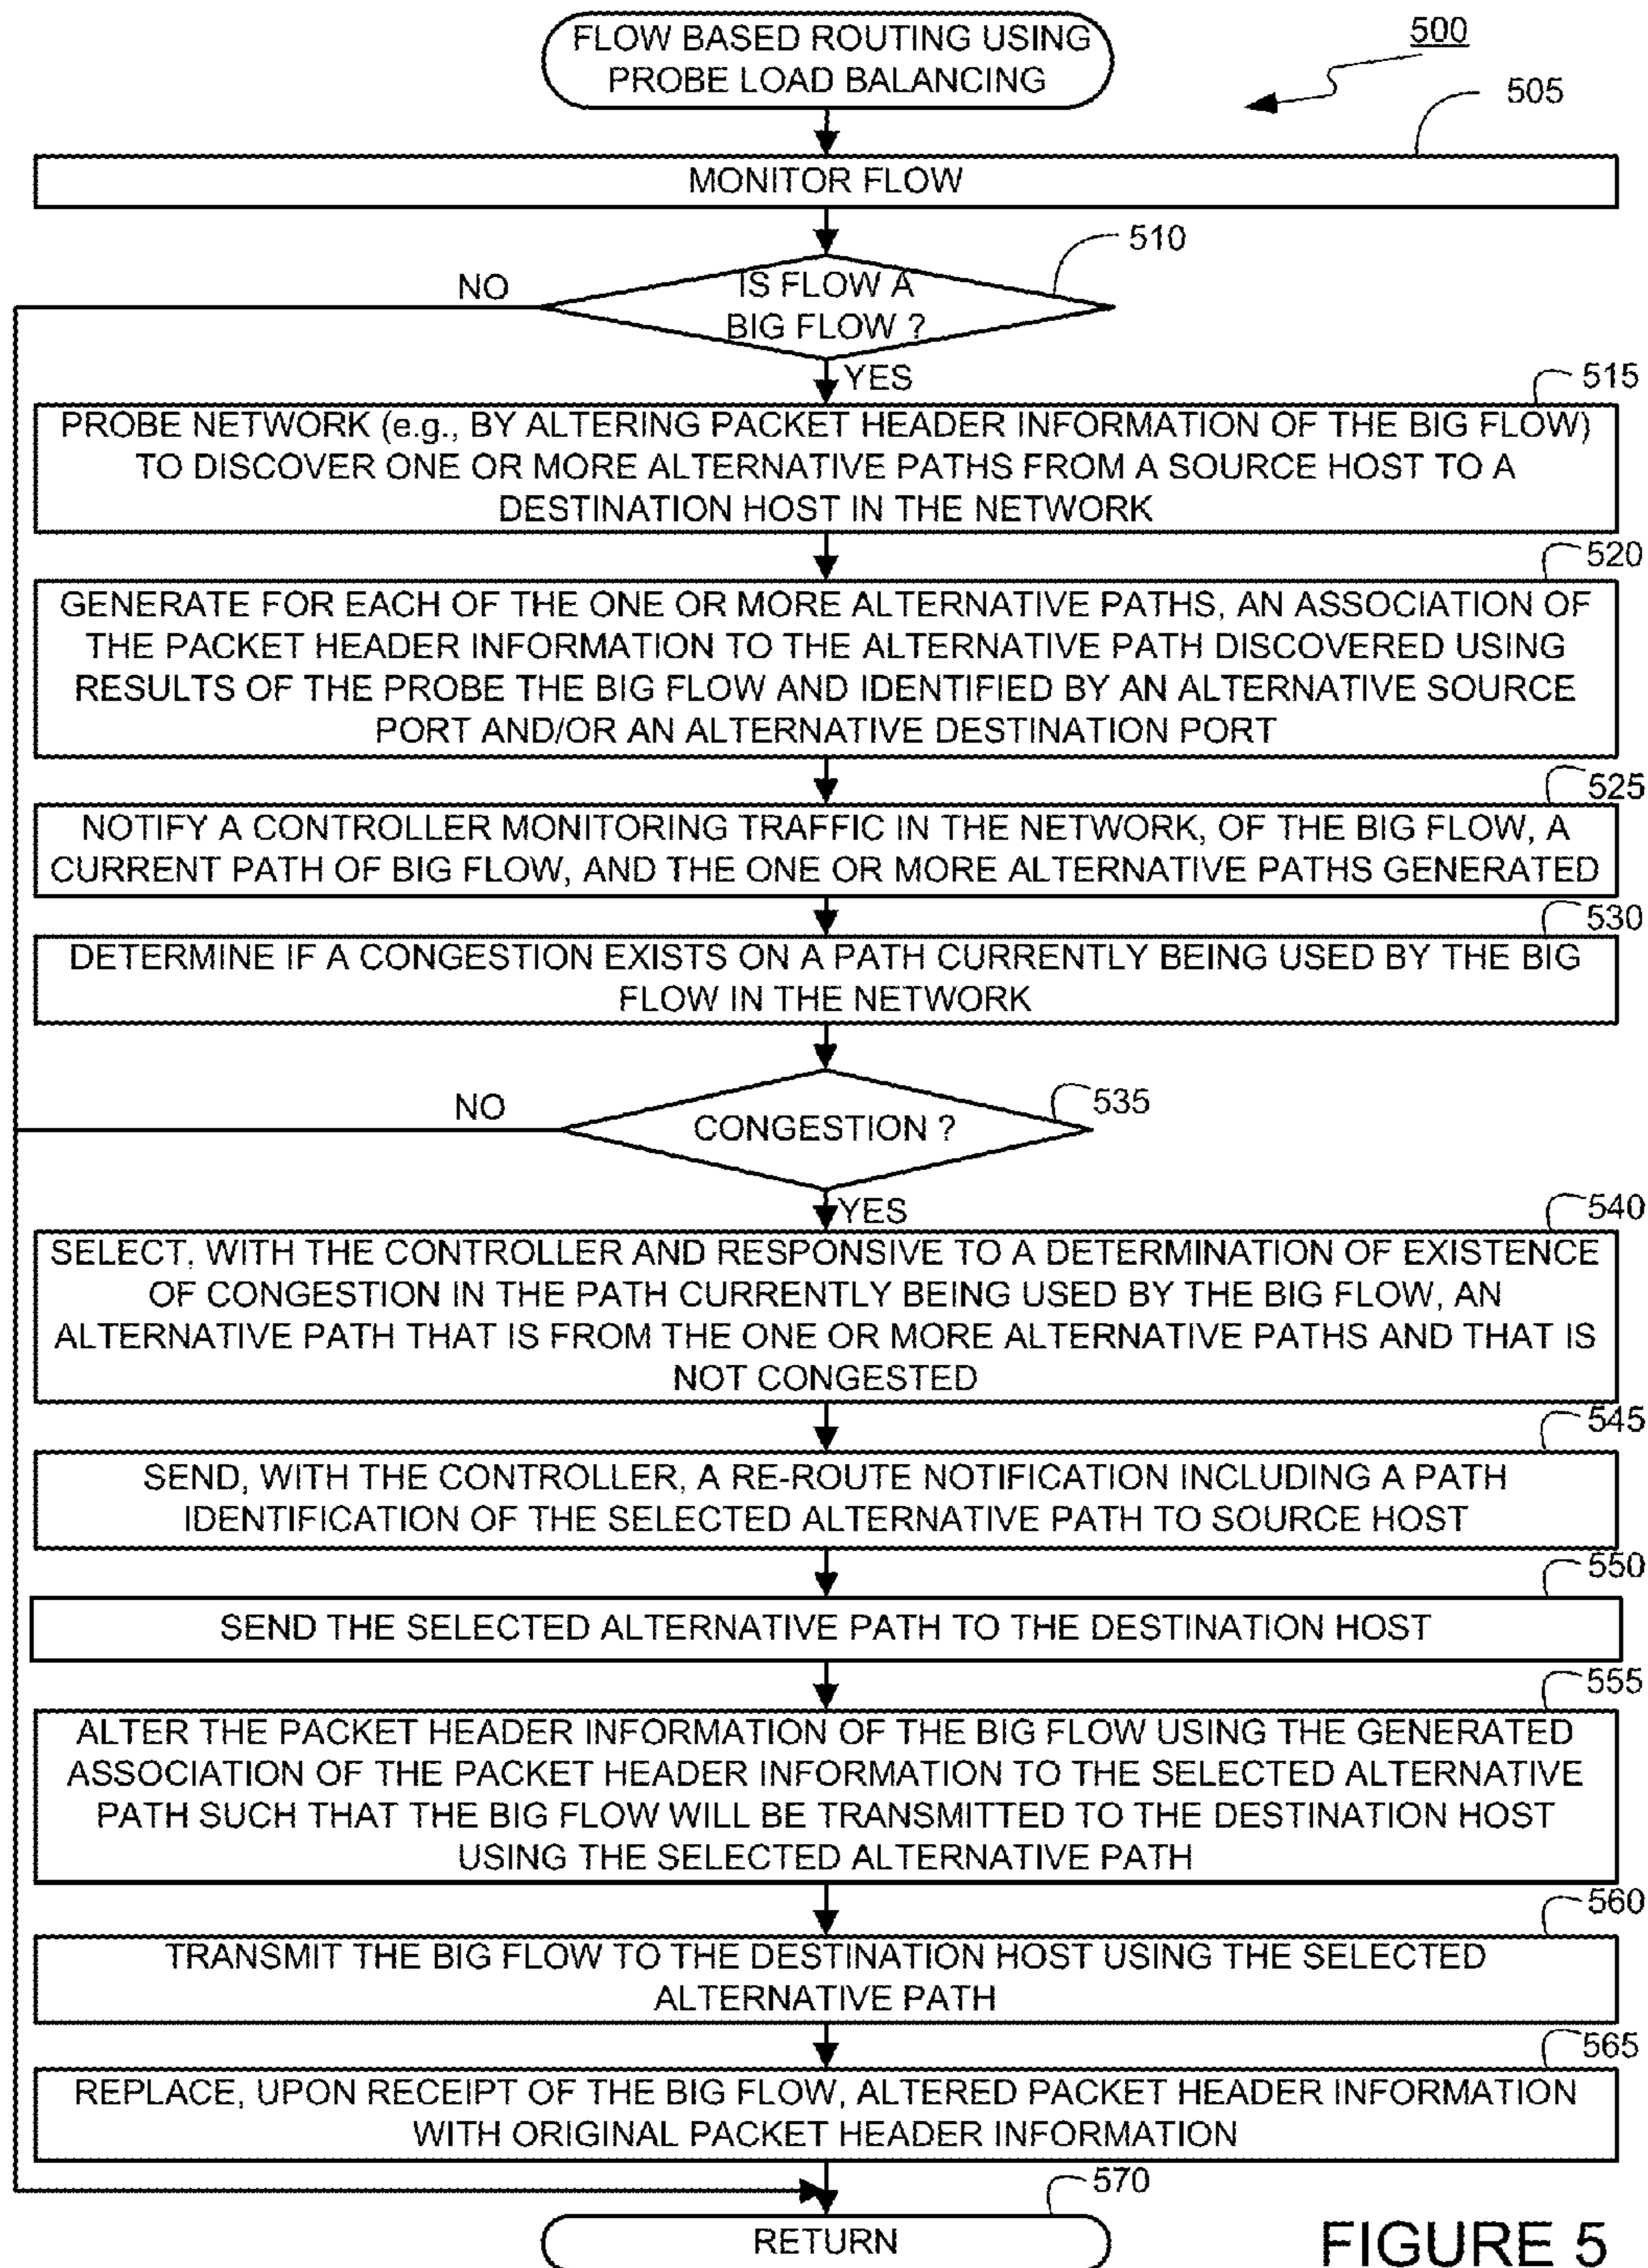 FLOW BASED ROUTING USING
PROBE LOAD BALANCING
500
505
MONITOR FLOW
510
NO
IS FLOW A
BIG FLOW ?
YES
515
PROBE NETWORK (e.g., BY ALTERING PACKET HEADER INFORMATION OF THE BIG FLOW)
TO DISCOVER ONE OR MORE ALTERNATIVE PATHS FROM A SOURCE HOST TO A
DESTINATION HOST IN THE NETWORK
520
GENERATE FOR EACH OF THE ONE OR MORE ALTERNATIVE PATHS, AN ASSOCIATION OF
THE PACKET HEADER INFORMATION TO THE ALTERNATIVE PATH DISCOVERED USING
RESULTS OF THE PROBE THE BIG FLOW AND IDENTIFIED BY AN ALTERNATIVE SOURCE
PORT AND/OR AN ALTERNATIVE DESTINATION PORT
525
NOTIFY A CONTROLLER MONITORING TRAFFIC IN THE NETWORK, OF THE BIG FLOW, A
CURRENT PATH OF BIG FLOW, AND THE ONE OR MORE ALTERNATIVE PATHS GENERATED
530
DETERMINE IF A CONGESTION EXISTS ON A PATH CURRENTLY BEING USED BY THE BIG
FLOW IN THE NETWORK
NO
CONGESTION ?
535
YES
540
SELECT, WITH THE CONTROLLER AND RESPONSIVE TO A DETERMINATION OF EXISTENCE
OF CONGESTION IN THE PATH CURRENTLY BEING USED BY THE BIG FLOW, AN
ALTERNATIVE PATH THAT IS FROM THE ONE OR MORE ALTERNATIVE PATHS AND THAT IS
NOT CONGESTED
545
SEND, WITH THE CONTROLLER, A RE-ROUTE NOTIFICATION INCLUDING A PATH
IDENTIFICATION OF THE SELECTED ALTERNATIVE PATH TO SOURCE HOST
550
SEND THE SELECTED ALTERNATIVE PATH TO THE DESTINATION HOST
555
ALTER THE PACKET HEADER INFORMATION OF THE BIG FLOW USING THE GENERATED
ASSOCIATION OF THE PACKET HEADER INFORMATION TO THE SELECTED ALTERNATIVE
PATH SUCH THAT THE BIG FLOW WILL BE TRANSMITTED TO THE DESTINATION HOST
USING THE SELECTED ALTERNATIVE PATH
560
TRANSMIT THE BIG FLOW TO THE DESTINATION HOST USING THE SELECTED
ALTERNATIVE PATH
565
REPLACE, UPON RECEIPT OF THE BIG FLOW, ALTERED PACKET HEADER INFORMATION
WITH ORIGINAL PACKET HEADER INFORMATION
570
RETURN
FIGURE 5